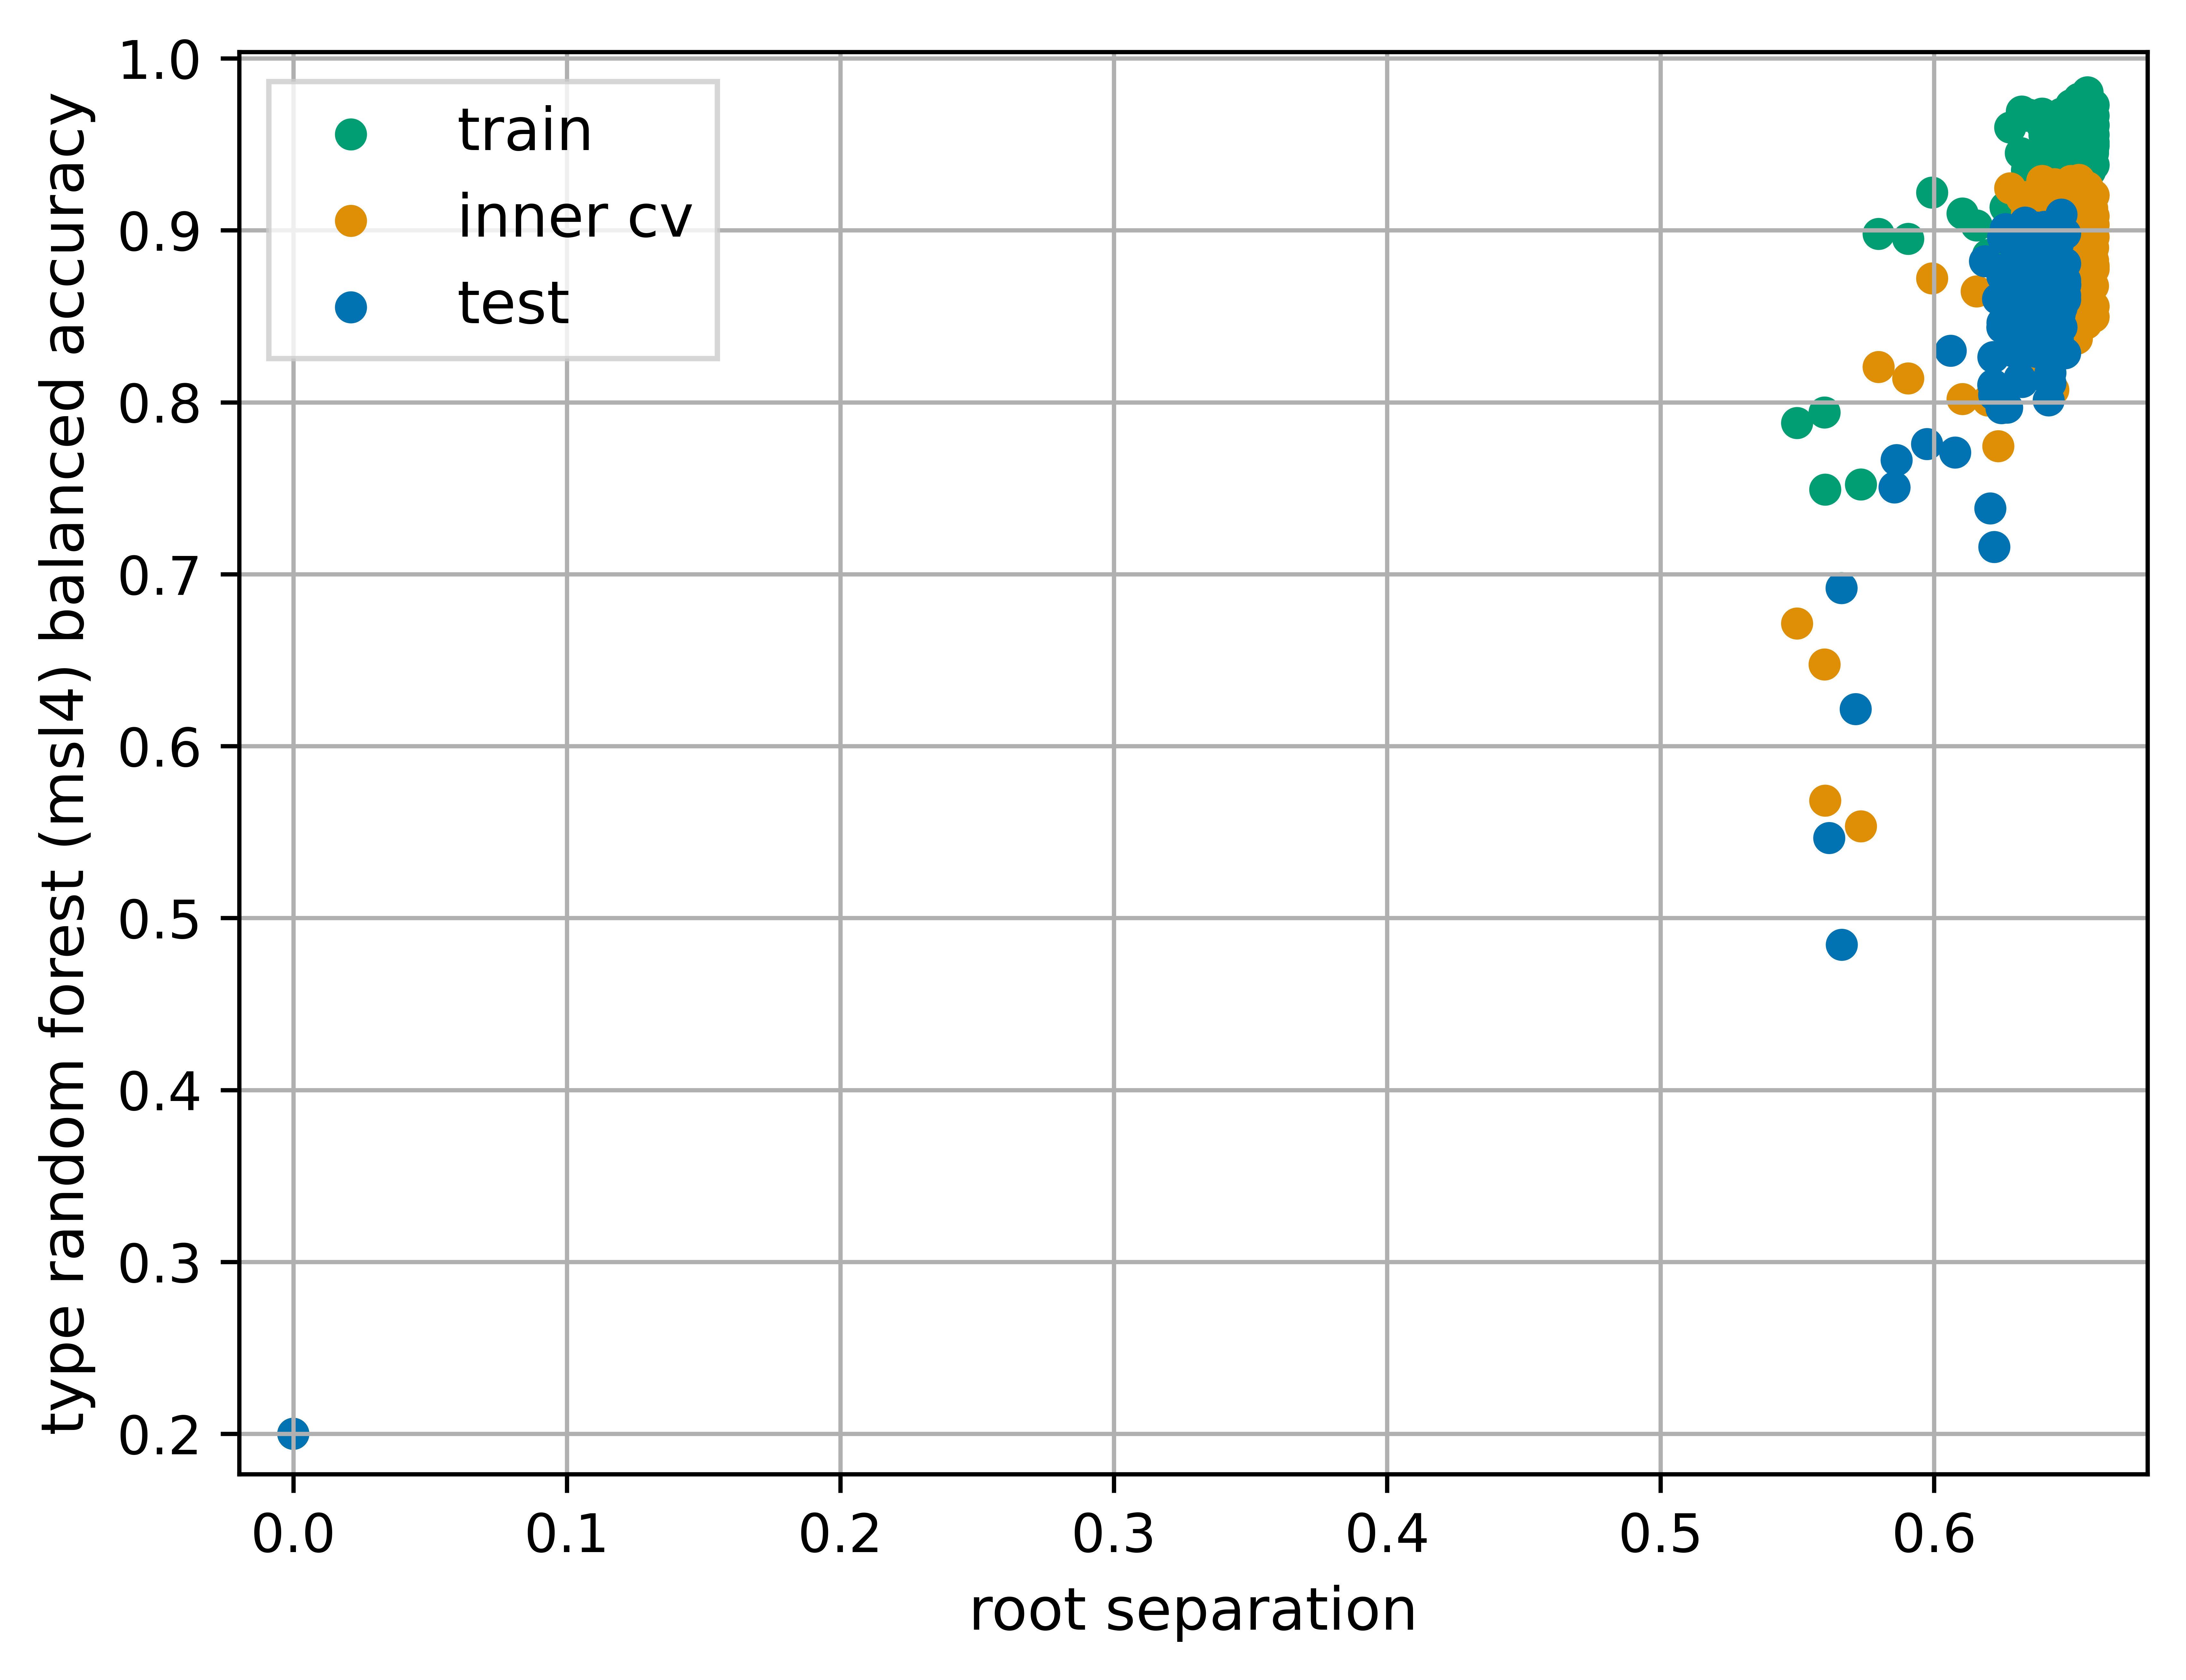 train
inner cv
test
type random forest (msl4) balanced accuracy
1.0
0.9
0.8
0.7
0.6
0.5
0.4
0.3
0.2
0.0 0.1 0.2 0.3 0.4 0.5 0.6
root separation